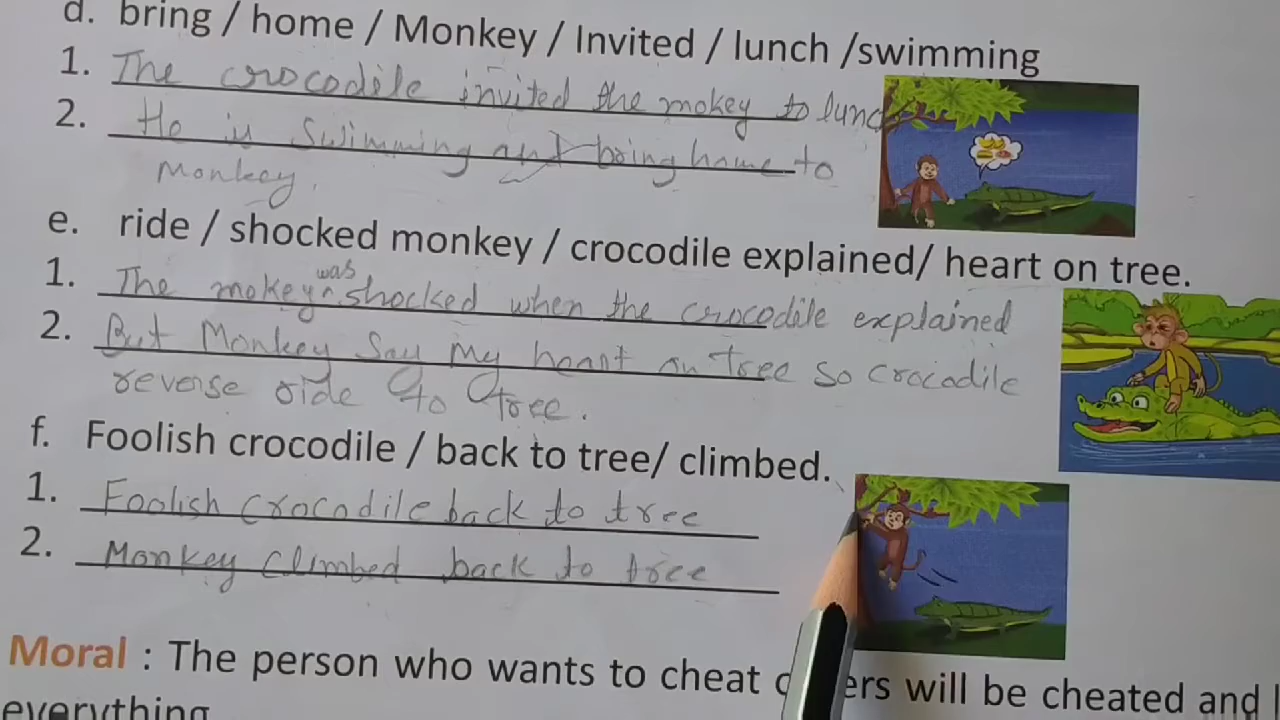 d. bring / home / Monkey / Invited / lunch /swimming
1. The crocodile invited the mokey to lunc
2. He is swimming and bring home to
monkey.
e. ride / shocked monkey / crocodile explained/ heart on tree.
was
1. The mokey shocked when the crocodile explained
2. But Monkey Say My heart on tree so crocodile
reverse ride to tree.
f. Foolish crocodile / back to tree/ climbed.
1. Foolish Crocodile back to tree
2. Monkey Climbed back to tree
Moral : The person who wants to cheat ers will be cheated and
everything